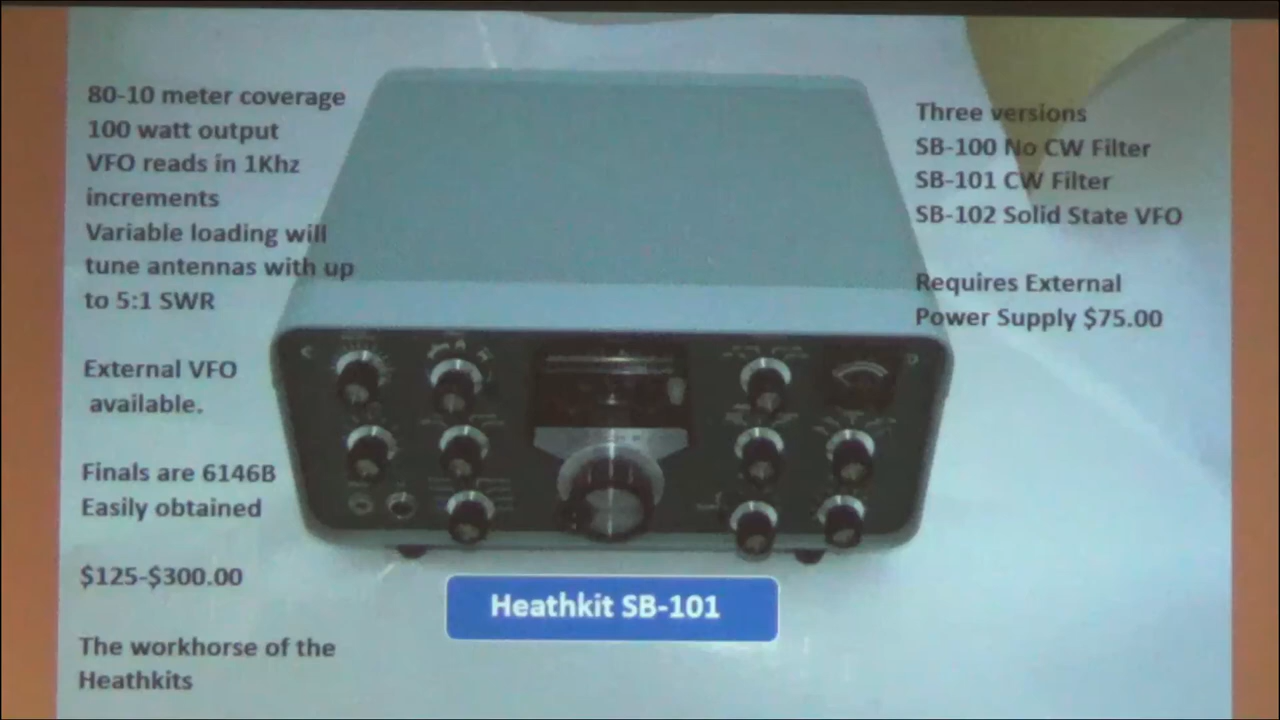 80-10 meter coverage
100 watt output
VFO reads in 1Khz
increments
Variable loading will
tune antennas with up
to 5:1 SWR
External VFO
available.
Finals are 6146B
Easily obtained
$125-$300.00
The workhorse of the
Heathkits
Three versions
SB-100 No CW Filter
SB-101 CW Filter
SB-102 Solid State VFO
Requires External
Power Supply $75.00
Heathkit SB-101